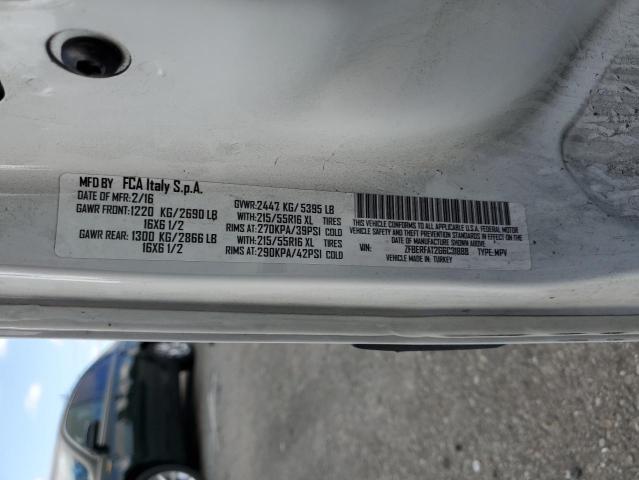 MFD BY FCA Italy S.p.A.
DATE OF MFR: 2/16 GVWR: 2447 KG/ 5395 LB
GAWR FRONT: 1220 KG/ 2690 LB WITH: 215/55R16 XL TIRES
16X6 1/2 RIMS AT: 270KPA/39PSI COLD
GAWR REAR: 1300 KG/ 2866 LB WITH: 215/55R16 XL TIRES
16X6 1/2 RIMS AT: 290KPA/42PSI COLD
THIS VEHICLE CONFORMS TO ALL APPLICABLE U.S.A. FEDERAL MOTOR
VEHICLE SAFETY AND THEFT PREVENTION STANDARDS IN EFFECT ON THE
DATE OF MANUFACTURE SHOWN ABOVE.
VIN: TYPE: MPV
VEHICLE MADE IN: TURKEY